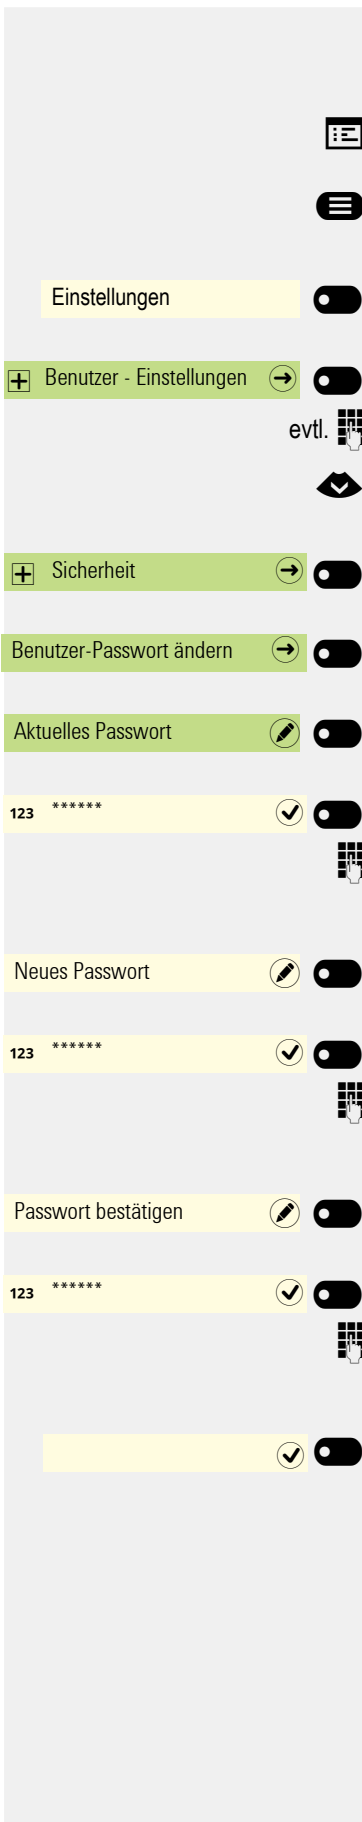 Einstellungen
Benutzer - Einstellungen
evtl.
Sicherheit
Benutzer-Passwort ändern
Aktuelles Passwort
123 ******
Neues Passwort
123 ******
Passwort bestätigen
123 ******